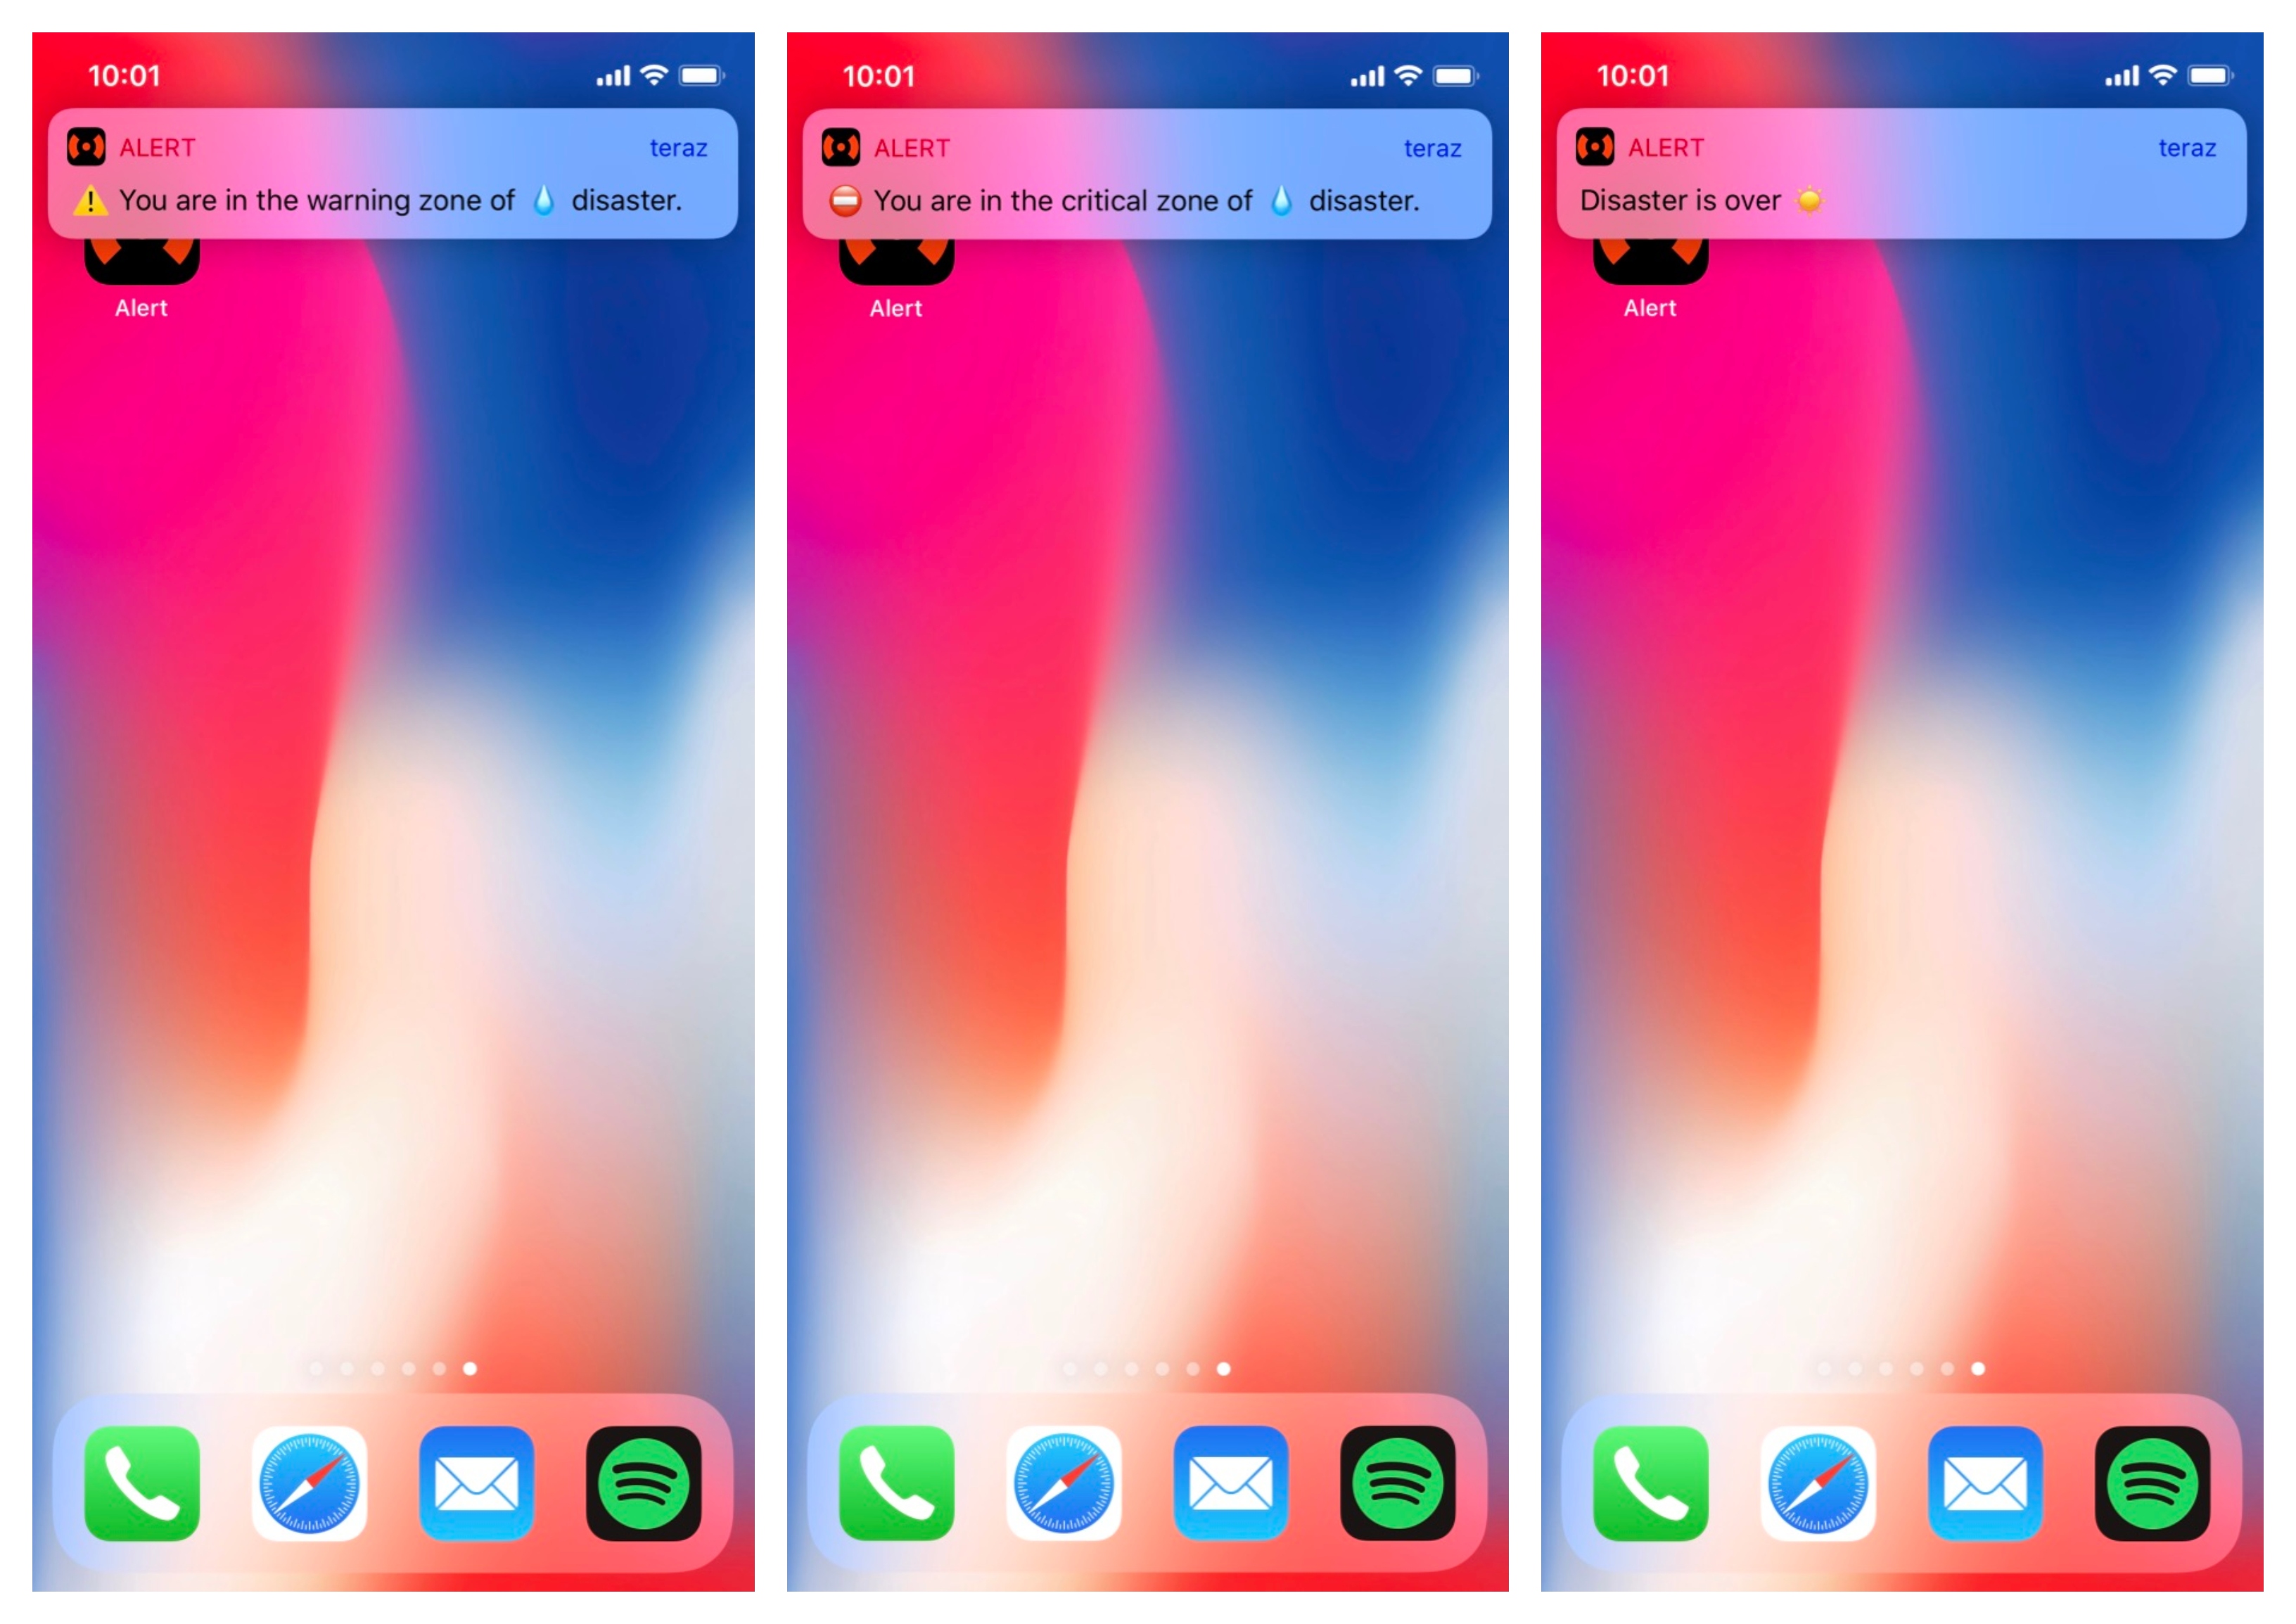 10:01
ALERT teraz
⚠️ You are in the warning zone of 💧 disaster.
Alert
10:01
ALERT teraz
⛔ You are in the critical zone of 💧 disaster.
Alert
10:01
ALERT teraz
Disaster is over ☀️
Alert